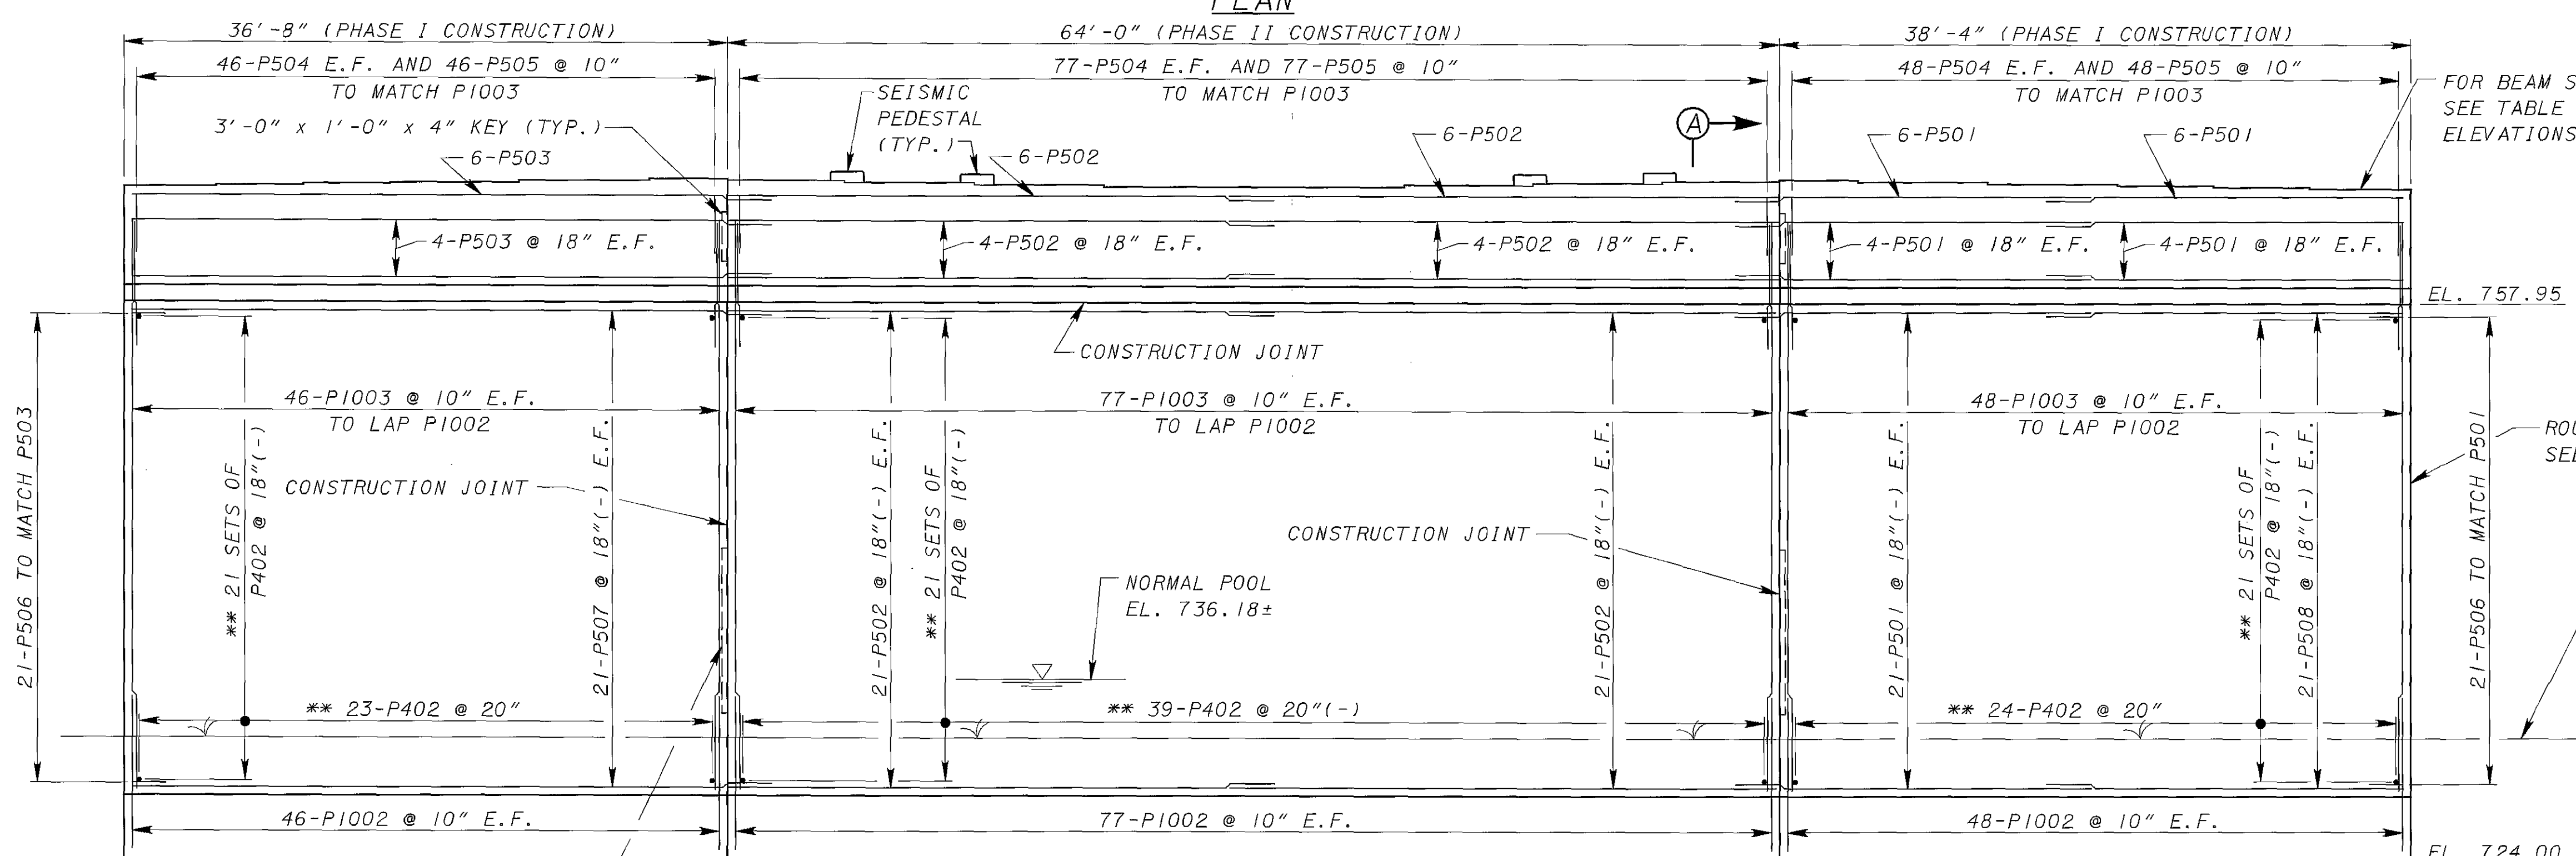 PLAN
36'-8" (PHASE I CONSTRUCTION)
64'-0" (PHASE II CONSTRUCTION)
38'-4" (PHASE I CONSTRUCTION)
46-P504 E.F. AND 46-P505 @ 10"
TO MATCH P1003
77-P504 E.F. AND 77-P505 @ 10"
TO MATCH P1003
48-P504 E.F. AND 48-P505 @ 10"
TO MATCH P1003
FOR BEAM S
SEE TABLE
ELEVATIONS
3'-0" x 1'-0" x 4" KEY (TYP.)
SEISMIC
PEDESTAL
(TYP.)
A
6-P503
6-P502
6-P502
6-P501
6-P501
4-P503 @ 18" E.F.
4-P502 @ 18" E.F.
4-P502 @ 18" E.F.
4-P501 @ 18" E.F.
4-P501 @ 18" E.F.
EL. 757.95
CONSTRUCTION JOINT
46-P1003 @ 10" E.F.
TO LAP P1002
77-P1003 @ 10" E.F.
TO LAP P1002
48-P1003 @ 10" E.F.
TO LAP P1002
21-P506 TO MATCH P503
** 21 SETS OF
P402 @ 18"(-)
21-P507 @ 18"(-) E.F.
21-P502 @ 18"(-) E.F.
** 21 SETS OF
P402 @ 18"(-)
21-P502 @ 18"(-) E.F.
21-P501 @ 18"(-) E.F.
** 21 SETS OF
P402 @ 18"(-)
21-P508 @ 18"(-) E.F.
21-P506 TO MATCH P501
ROU
SEE
CONSTRUCTION JOINT
CONSTRUCTION JOINT
NORMAL POOL
EL. 736.18±
** 23-P402 @ 20"
** 39-P402 @ 20"(-)
** 24-P402 @ 20"
46-P1002 @ 10" E.F.
77-P1002 @ 10" E.F.
48-P1002 @ 10" E.F.
EL. 724.00